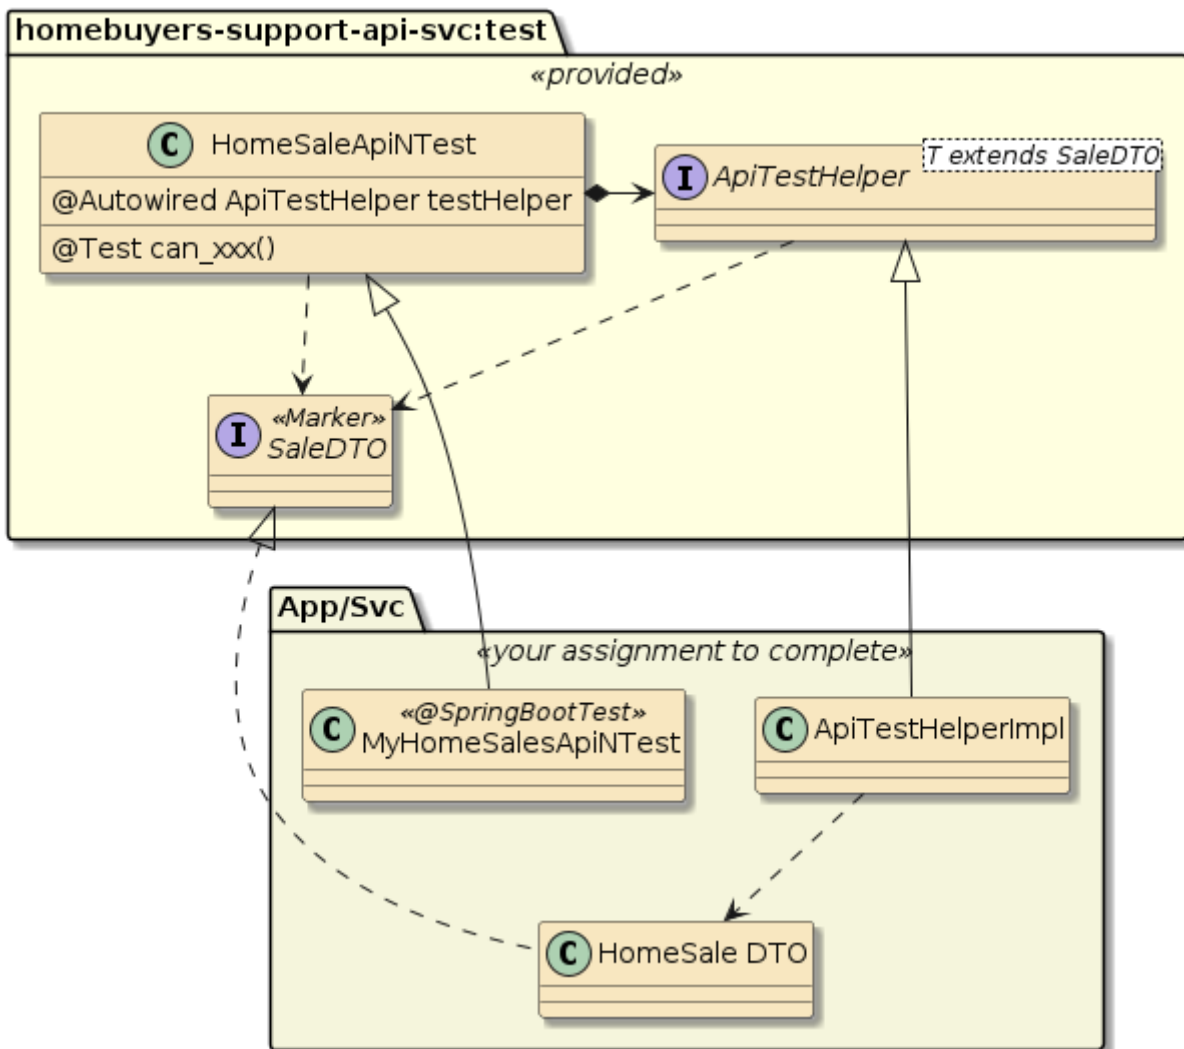 homebuyers-support-api-svc:test
«provided»
C HomeSaleApiNTest
@Autowired ApiTestHelper testHelper
@Test can_xxx()
T extends SaleDTO
I ApiTestHelper
«Marker»
I SaleDTO
App/Svc
«your assignment to complete»
«@SpringBootTest»
C MyHomeSalesApiNTest
C ApiTestHelperImpl
C HomeSale DTO